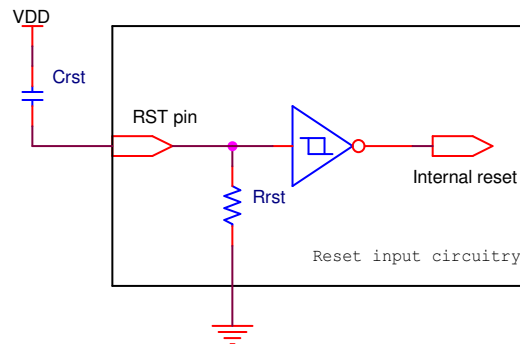 VDD
Crst
RST pin
Internal reset
Rrst
Reset input circuitry